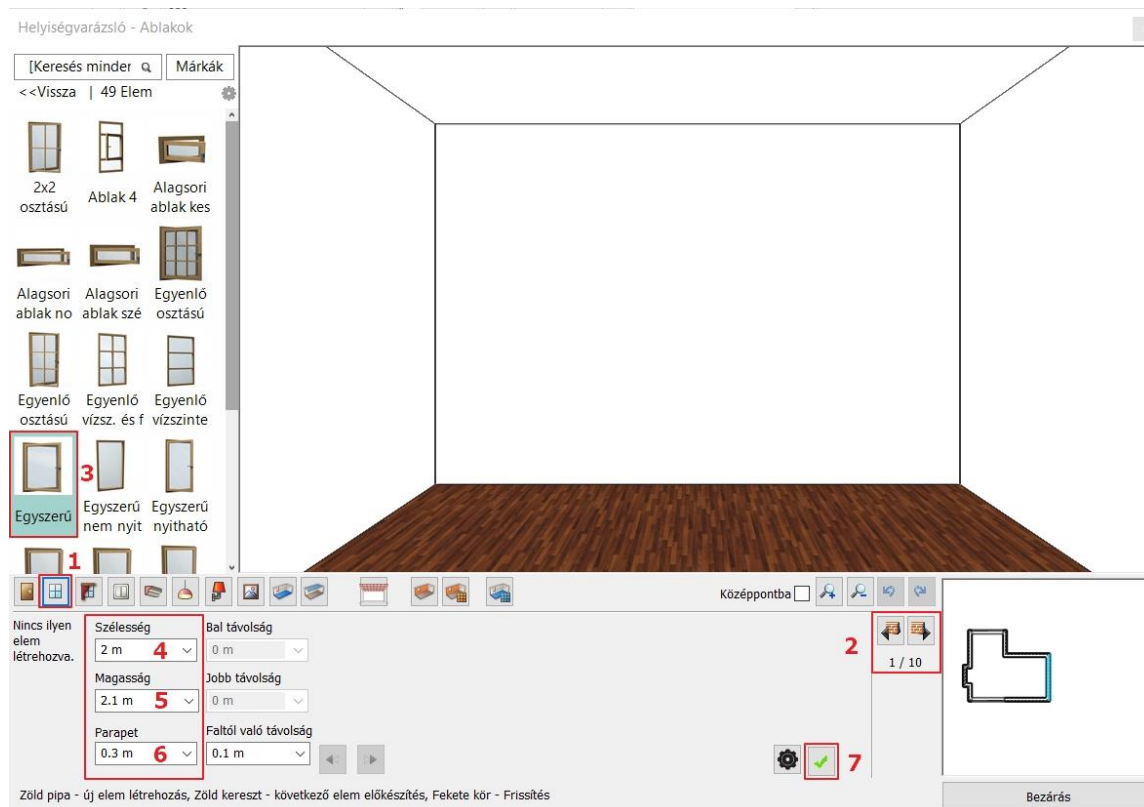 Helyiségvarázsló - Ablakok
[Keresés minder
Márkák
<<Vissza | 49 Elem
2x2
osztású
Ablak 4
Alagsori
ablak kes
Alagsori
ablak no
Alagsori
ablak szé
Egyenlő
osztású
Egyenlő
osztású
Egyenlő
vízsz. és f
Egyenlő
vízszinte
3
Egyszerű
Egyszerű
nem nyit
Egyszerű
nyitható
1
Középpontba
Nincs ilyen
elem
létrehozva.
Szélesség
2 m
4
Magasság
2.1 m
5
Parapet
0.3 m
6
Bal távolság
0 m
Jobb távolság
0 m
Faltól való távolság
0.1 m
2
1 / 10
7
Zöld pipa - új elem létrehozás, Zöld kereszt - következő elem előkészítés, Fekete kör - Frissítés
Bezárás